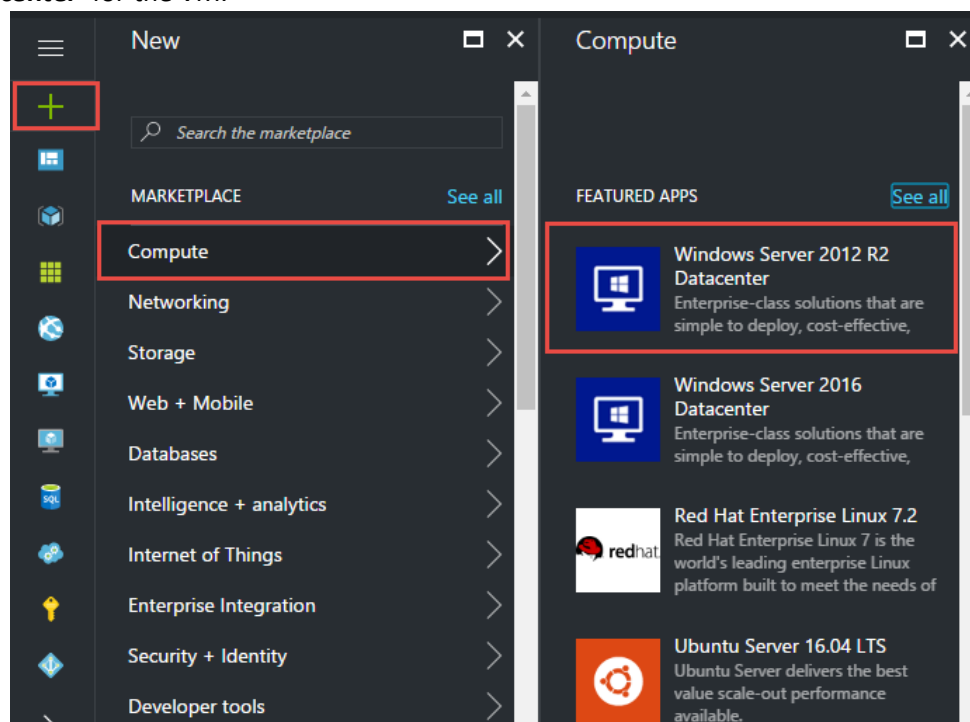 center" for the VM.
New
Search the marketplace
MARKETPLACE See all
Compute
Networking
Storage
Web + Mobile
Databases
Intelligence + analytics
Internet of Things
Enterprise Integration
Security + Identity
Developer tools
Compute
FEATURED APPS See all
Windows Server 2012 R2
Datacenter
Enterprise-class solutions that are
simple to deploy, cost-effective,
Windows Server 2016
Datacenter
Enterprise-class solutions that are
simple to deploy, cost-effective,
redhat
Red Hat Enterprise Linux 7.2
Red Hat Enterprise Linux 7 is the
world's leading enterprise Linux
platform built to meet the needs of
Ubuntu Server 16.04 LTS
Ubuntu Server delivers the best
value scale-out performance
available.
SQL